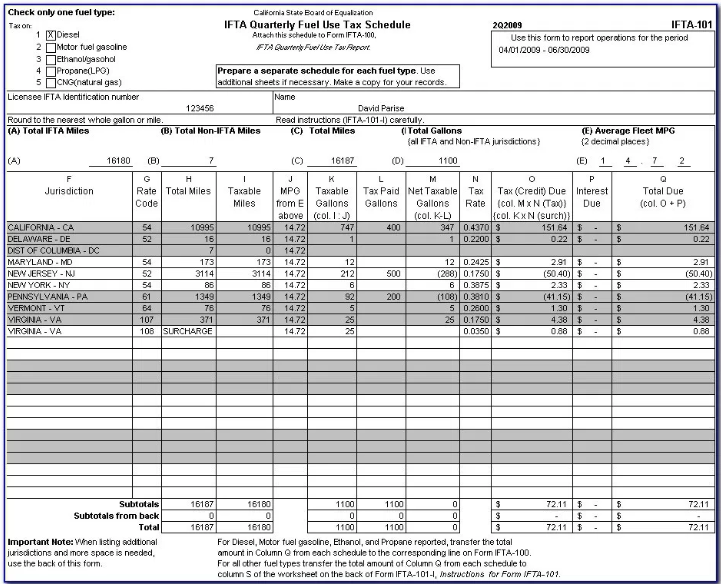 Check only one fuel type:
California State Board of Equalization
Tax on:
IFTA Quarterly Fuel Use Tax Schedule
2Q2009
IFTA-101
1 X Diesel
Attach this schedule to Form IFTA-100,
Use this form to report operations for the period
2 Motor fuel gasoline
IFTA Quarterly Fuel Use Tax Report.
04/01/2009 - 06/30/2009
3 Ethanol/gasohol
4 Propane(LPG)
Prepare a separate schedule for each fuel type. Use
5 CNG(natural gas)
additional sheets if necessary. Make a copy for your records.
Licensee IFTA Identification number
Name
123456
David Parise
Round to the nearest whole gallon or mile.
Read instructions (IFTA-101-I) carefully.
(A) Total IFTA Miles (B) Total Non-IFTA Miles (C) Total Miles (I Total Gallons (E) Average Fleet MPG
(all IFTA and Non-IFTA jurisdictions) (2 decimal places)
(A) 16180 (B) 7 (C) 16187 (D) 1100 (E) 1 4 . 7 2
F G H I J K L M N O P Q
Jurisdiction Rate Code Total Miles Taxable Miles MPG from E above Taxable Gallons (col. I : J) Tax Paid Gallons Net Taxable Gallons (col. K-L) Tax Rate Tax (Credit) Due (col. M x N (Tax)) (col. K x N (surch)) Interest Due Total Due (col. O + P)
CALIFORNIA - CA 54 10995 10995 14.72 747 400 347 0.4370 $ 151.64 $ - $ 151.64
DELAWARE - DE 52 16 16 14.72 1 1 0.2200 $ 0.22 $ - $ 0.22
DIST OF COLUMBIA - DC 0 7 0 14.72
MARYLAND - MD 54 173 173 14.72 12 12 0.2425 $ 2.91 $ - $ 2.91
NEW JERSEY - NJ 52 3114 3114 14.72 212 500 (288) 0.1750 $ (50.40) $ - $ (50.40)
NEW YORK - NY 54 86 86 14.72 6 6 0.3875 $ 2.33 $ - $ 2.33
PENNSYLVANIA - PA 61 1349 1349 14.72 92 200 (108) 0.3810 $ (41.15) $ - $ (41.15)
VERMONT - VT 64 76 76 14.72 5 5 0.2600 $ 1.30 $ - $ 1.30
VIRGINIA - VA 107 371 371 14.72 25 25 0.1750 $ 4.38 $ - $ 4.38
VIRGINIA - VA 108 SURCHARGE 14.72 25 0.0350 $ 0.88 $ - $ 0.88
Subtotals 16187 16180 1100 1100 0 $ 72.11 $ - $ 72.11
Subtotals from back 0 0 0 0 0 $ - $ - $ -
Total 16187 16180 1100 1100 0 $ 72.11 $ - $ 72.11
Important Note: When listing additional
jurisdictions and more space is needed,
use the back of this form.
For Diesel, Motor fuel gasoline, Ethanol, and Propane reported, transfer the total
amount in Column Q from each schedule to the corresponding line on Form IFTA-100.
For all other fuel types transfer the total amount of Column Q from each schedule to
column S of the worksheet on the back of Form IFTA-101-I, Instructions for Form IFTA-101.